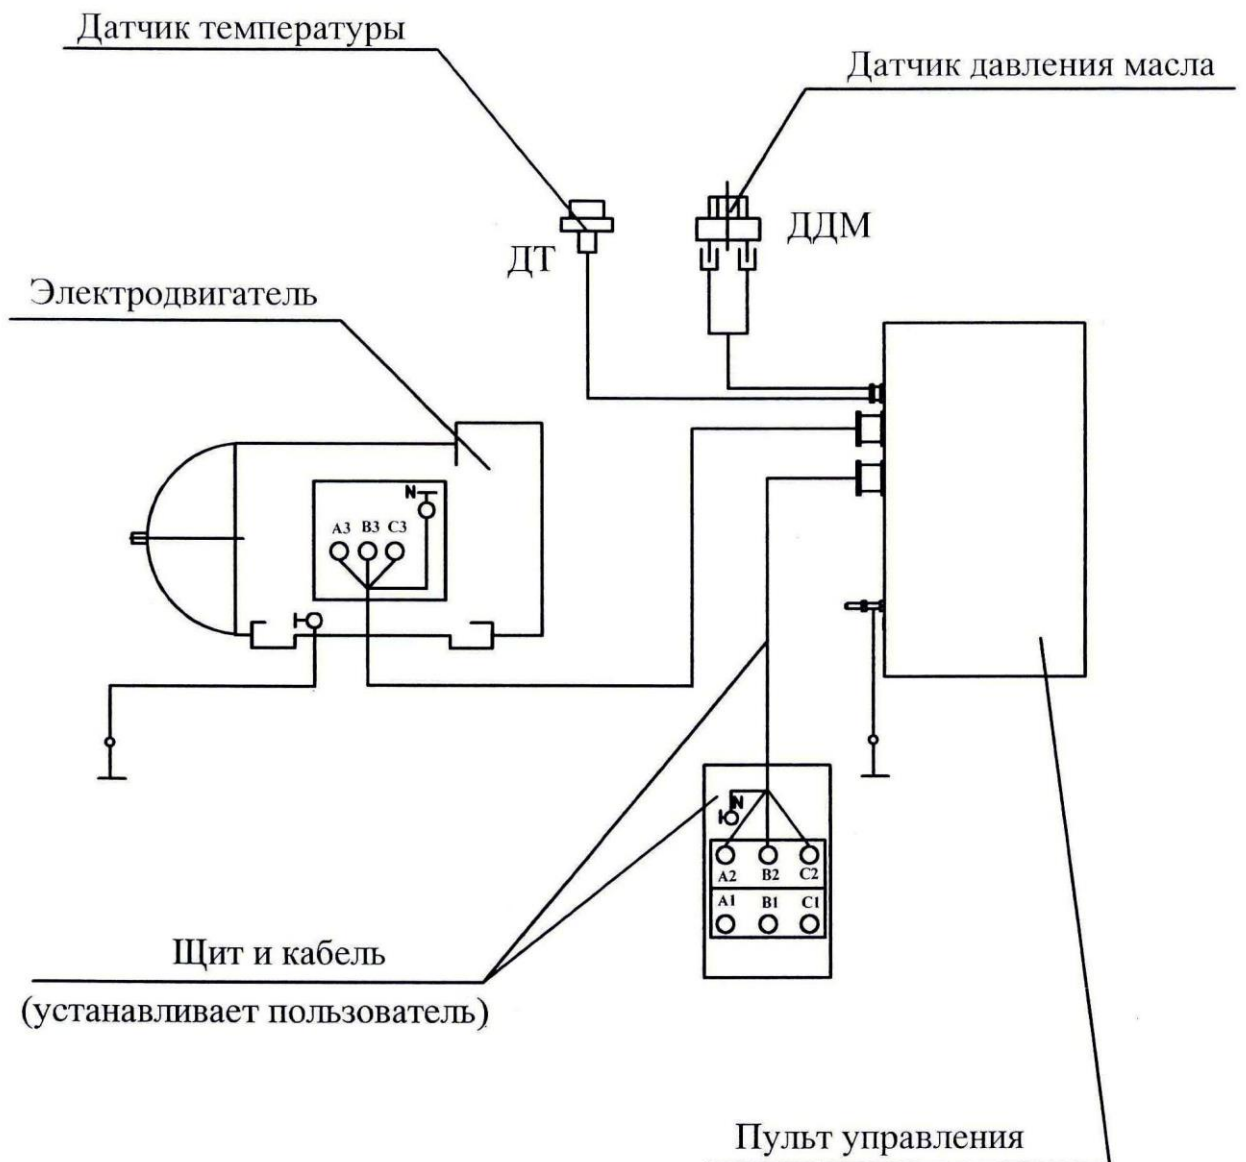 Датчик температуры
Датчик давления масла
ДДМ
ДТ
Электродвигатель
N
A3 B3 C3
N
A2 B2 C2
A1 B1 C1
Щит и кабель
(устанавливает пользователь)
Пульт управления